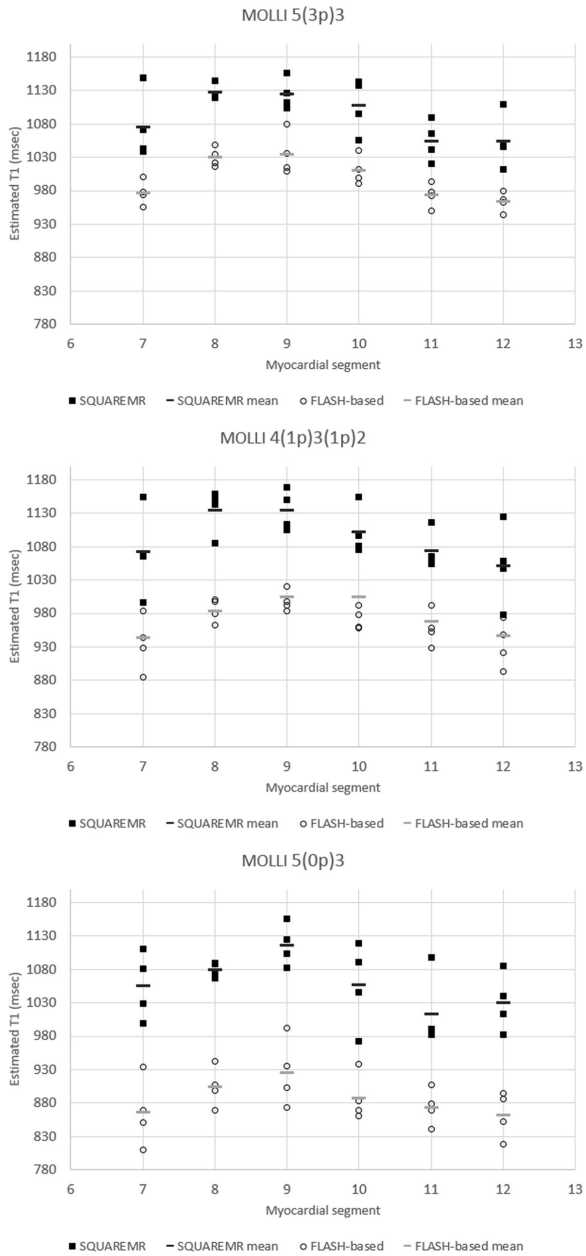 MOLLI 5(3p)3
1180
1130
1080
1030
980
930
880
830
780
Estimated T1 (msec)
6 7 8 9 10 11 12 13
Myocardial segment
SQUAREMR SQUAREMR mean FLASH-based FLASH-based mean
MOLLI 4(1p)3(1p)2
1180
1130
1080
1030
980
930
880
830
780
Estimated T1 (msec)
6 7 8 9 10 11 12 13
Myocardial segment
SQUAREMR SQUAREMR mean FLASH-based FLASH-based mean
MOLLI 5(0p)3
1180
1130
1080
1030
980
930
880
830
780
Estimated T1 (msec)
6 7 8 9 10 11 12 13
Myocardial segment
SQUAREMR SQUAREMR mean FLASH-based FLASH-based mean